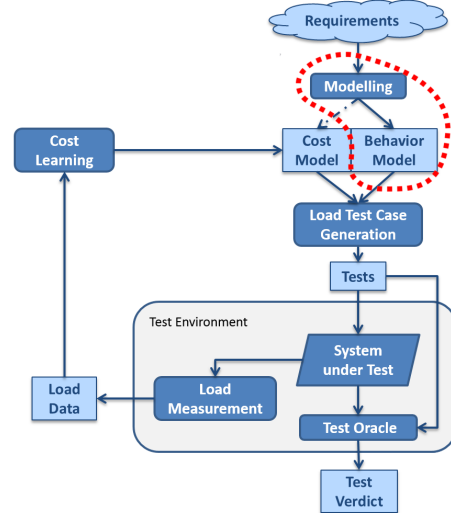 Requirements
Modelling
Cost
Learning
Cost
Model
Behavior
Model
Load Test Case
Generation
Tests
Test Environment
System
under Test
Load
Data
Load
Measurement
Test Oracle
Test
Verdict